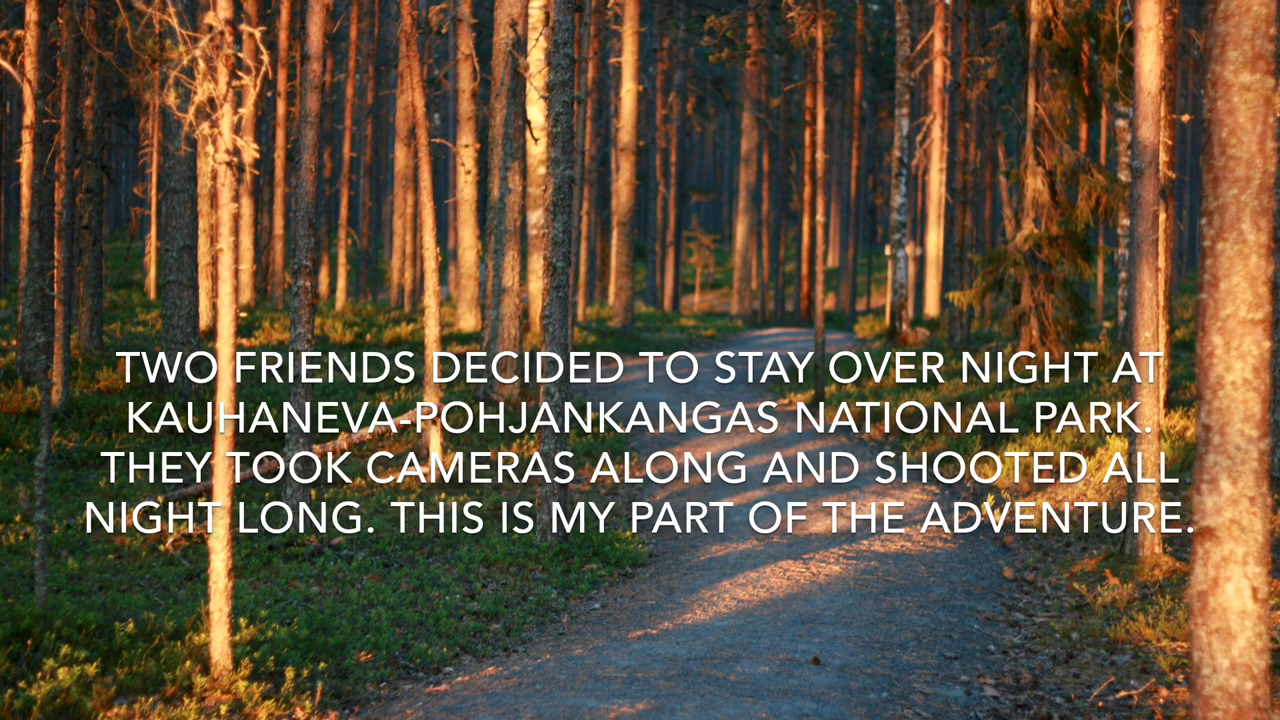 TWO FRIENDS DECIDED TO STAY OVER NIGHT AT
KAUHANEVA-POHJANKANGAS NATIONAL PARK.
THEY TOOK CAMERAS ALONG AND SHOOTED ALL
NIGHT LONG. THIS IS MY PART OF THE ADVENTURE.